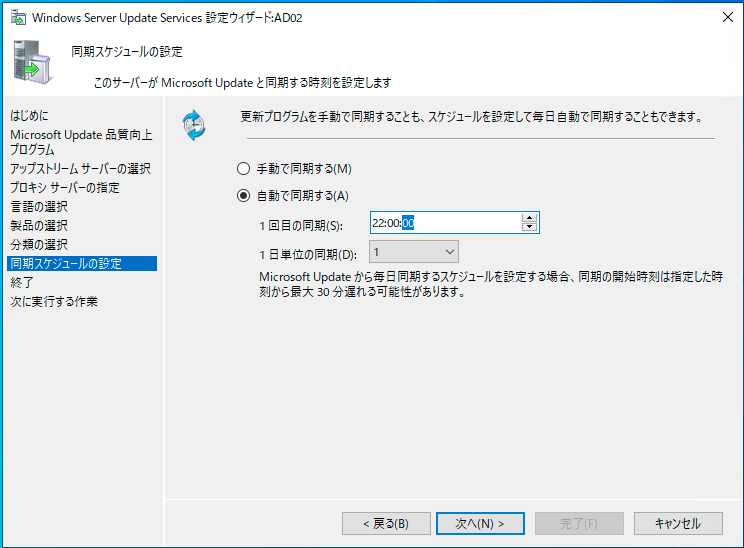 Windows Server Update Services 設定ウィザード:AD02
同期スケジュールの設定
このサーバーが Microsoft Update と同期する時刻を設定します
はじめに
Microsoft Update 品質向上
プログラム
アップストリーム サーバーの選択
プロキシ サーバーの指定
言語の選択
製品の選択
分類の選択
同期スケジュールの設定
終了
次に実行する作業
更新プログラムを手動で同期することも、スケジュールを設定して毎日自動で同期することもできます。
手動で同期する(M)
自動で同期する(A)
1 回目の同期(S):
22:00:00
1 日単位の同期(D):
1
Microsoft Update から毎日同期するスケジュールを設定する場合、同期の開始時刻は指定した時
刻から最大 30 分遅れる可能性があります。
< 戻る(B)
次へ(N) >
完了(F)
キャンセル